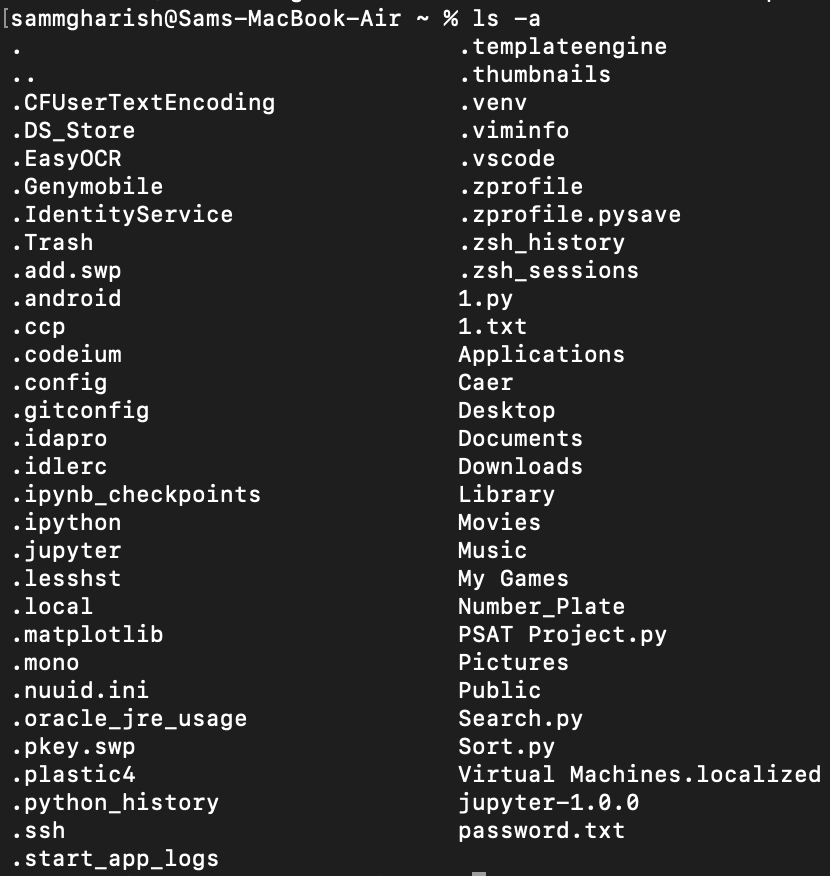 [sammgharish@Sams-MacBook-Air ~ % ls -a
.
..
.CFUserTextEncoding
.DS_Store
.EasyOCR
.Genymobile
.IdentityService
.Trash
.add.swp
.android
.ccp
.codeium
.config
.gitconfig
.idapro
.idlerc
.ipynb_checkpoints
.ipython
.jupyter
.lesshst
.local
.matplotlib
.mono
.nuuid.ini
.oracle_jre_usage
.pkey.swp
.plastic4
.python_history
.ssh
.start_app_logs
.templateengine
.thumbnails
.venv
.viminfo
.vscode
.zprofile
.zprofile.pysave
.zsh_history
.zsh_sessions
1.py
1.txt
Applications
Caer
Desktop
Documents
Downloads
Library
Movies
Music
My Games
Number_Plate
PSAT Project.py
Pictures
Public
Search.py
Sort.py
Virtual Machines.localized
jupyter-1.0.0
password.txt